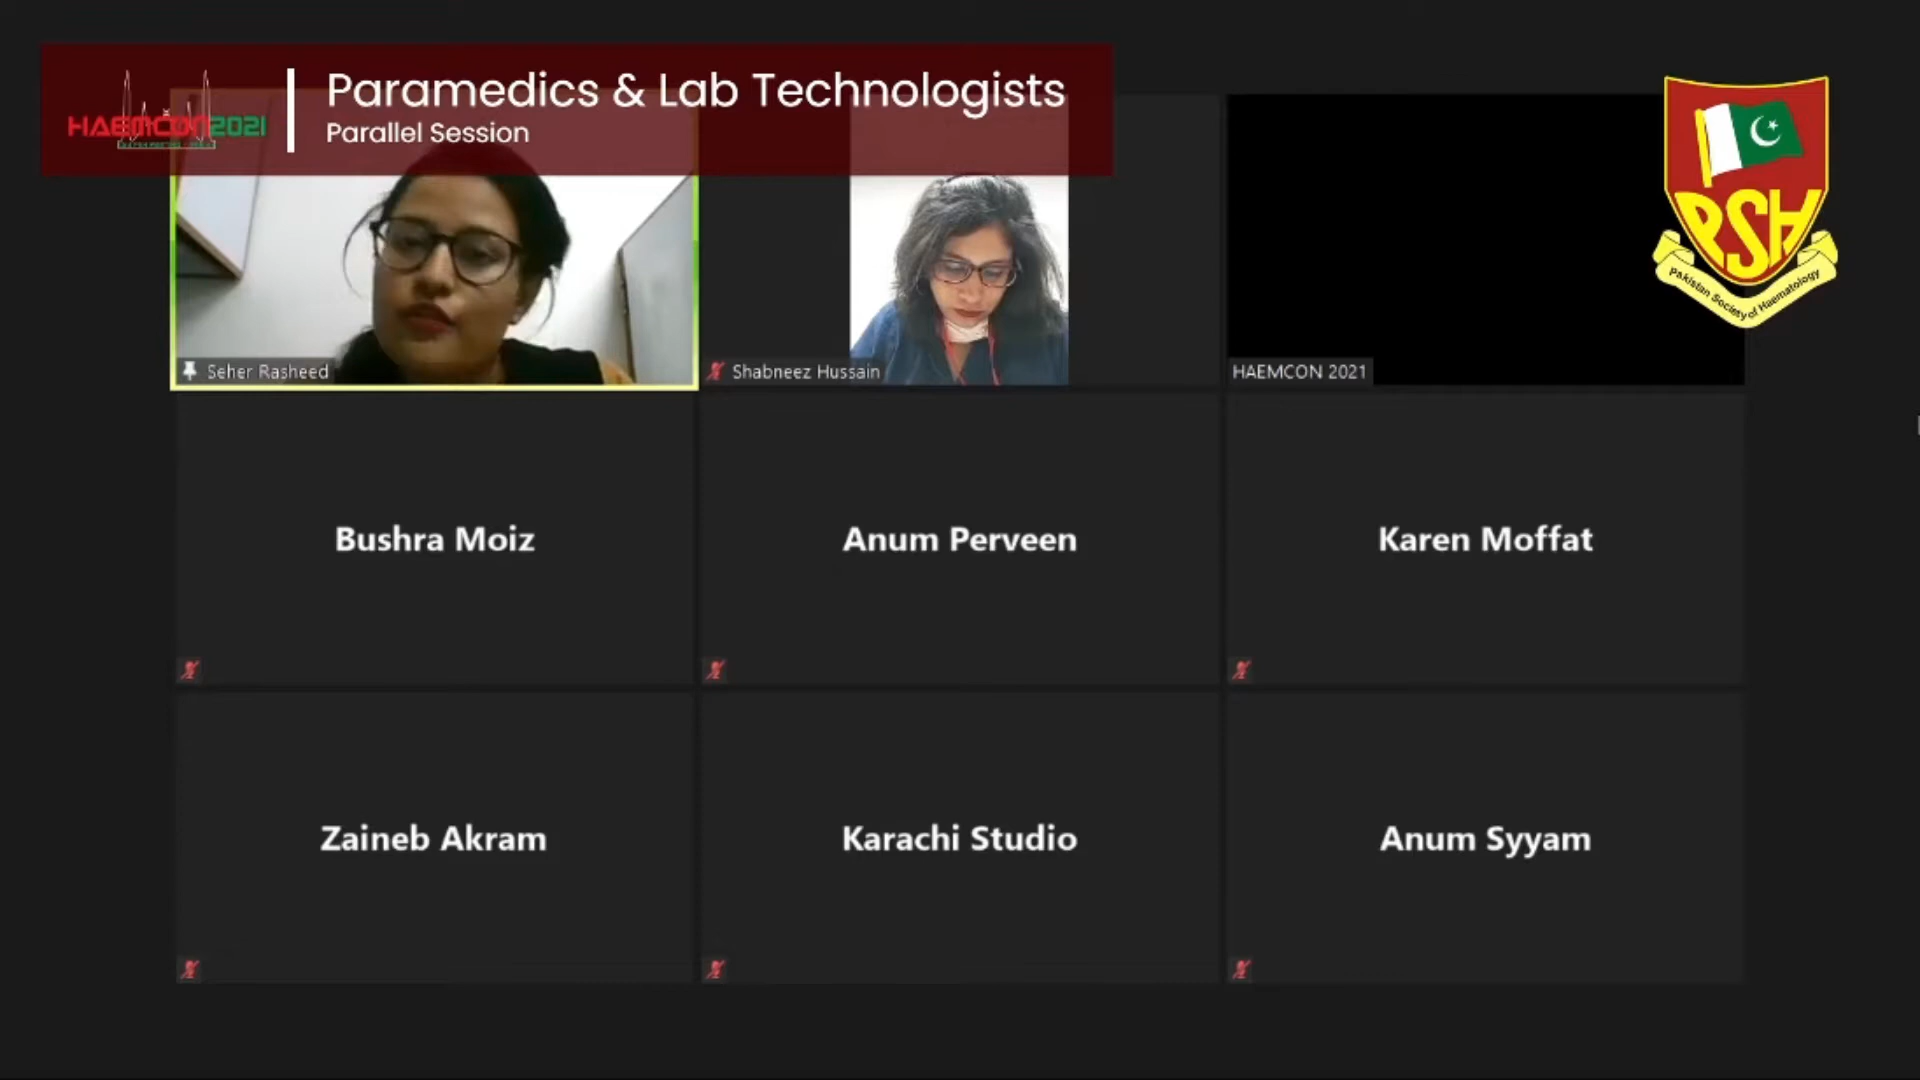 HAEMCON2021
Paramedics & Lab Technologists
Parallel Session
PSH
Pakistan Society of Haematology
Seher Rasheed
Shabneez Hussain
HAEMCON 2021
Bushra Moiz
Anum Perveen
Karen Moffat
Zaineb Akram
Karachi Studio
Anum Syyam